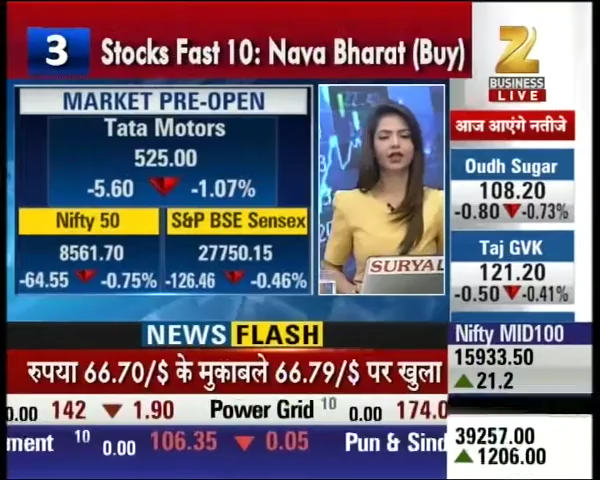 3 Stocks Fast 10: Nava Bharat (Buy)
Z
BUSINESS
LIVE
MARKET PRE-OPEN
Tata Motors
525.00
-5.60 -1.07%
Nifty 50
8561.70
-64.55 -0.75%
S&P BSE Sensex
27750.15
-126.46 -0.46%
SURYA
आज आएंगे नतीजे
Oudh Sugar
108.20
-0.80 -0.73%
Taj GVK
121.20
-0.50 -0.41%
NEWS FLASH
रुपया 66.70/$ के मुकाबले 66.79/$ पर खुला
Nifty MID100
15933.50
21.2
0.00 142 1.90 Power Grid 10 0.00 174.0
ment 10 0.00 106.35 0.05 Pun & Sind
39257.00
1206.00